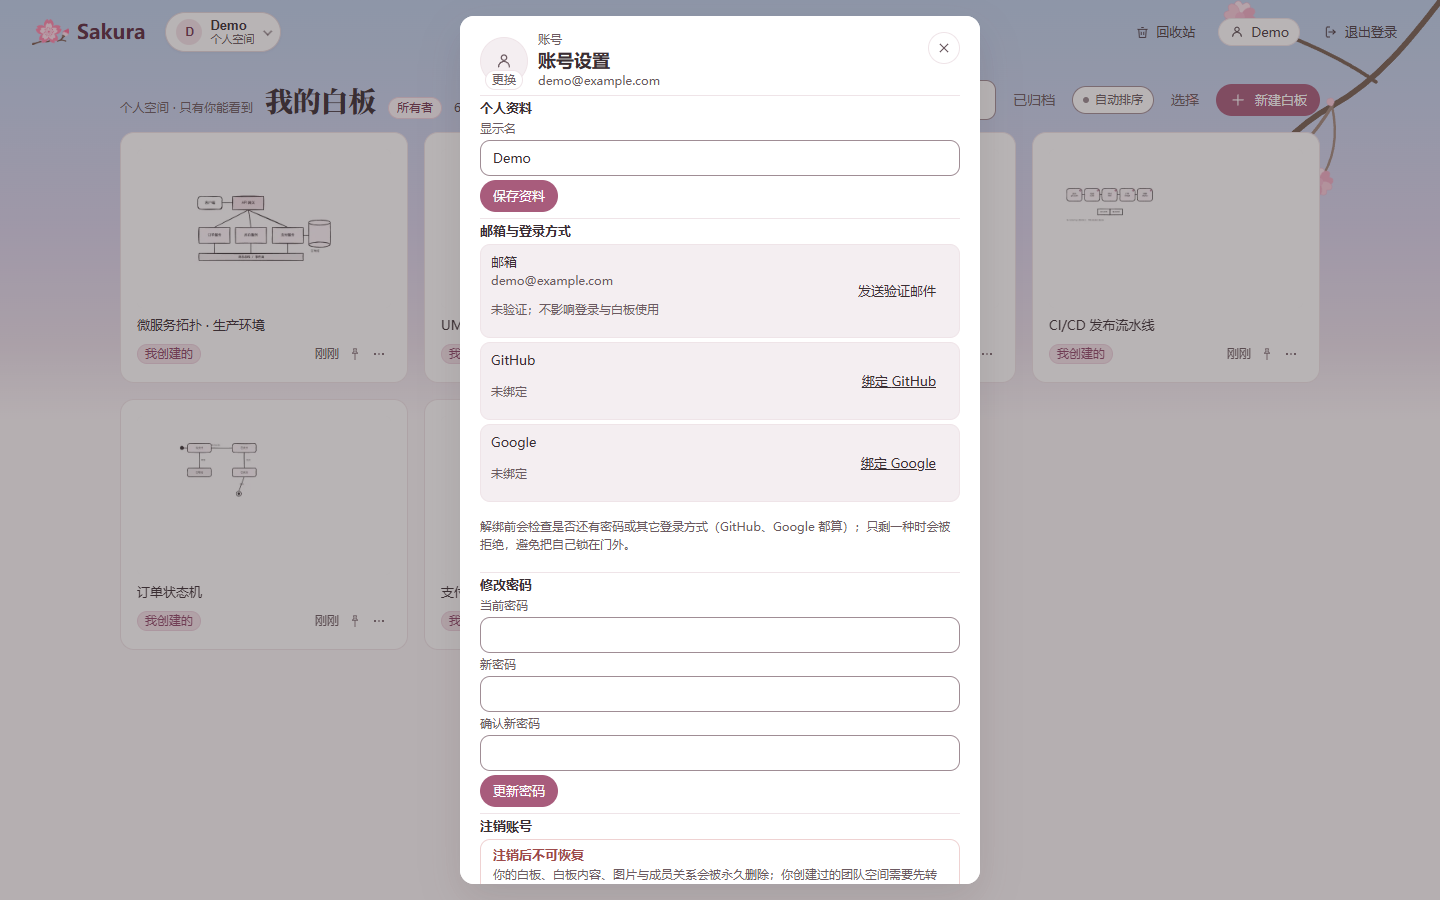 Sakura
D
Demo
个人空间
回收站
Demo
退出登录
个人空间 · 只有你能看到
我的白板
所有者
6
已归档
自动排序
选择
新建白板
微服务拓扑 · 生产环境
我创建的
刚刚
UM
我
CI/CD 发布流水线
我创建的
刚刚
订单状态机
我创建的
刚刚
支付
我
账号
账号设置
demo@example.com
更换
个人资料
显示名
Demo
保存资料
邮箱与登录方式
邮箱
demo@example.com
未验证；不影响登录与白板使用
发送验证邮件
GitHub
未绑定
绑定 GitHub
Google
未绑定
绑定 Google
解绑前会检查是否还有密码或其它登录方式（GitHub、Google 都算）；只剩一种时会被
拒绝，避免把自己锁在门外。
修改密码
当前密码
新密码
确认新密码
更新密码
注销账号
注销后不可恢复
你的白板、白板内容、图片与成员关系会被永久删除；你创建过的团队空间需要先转